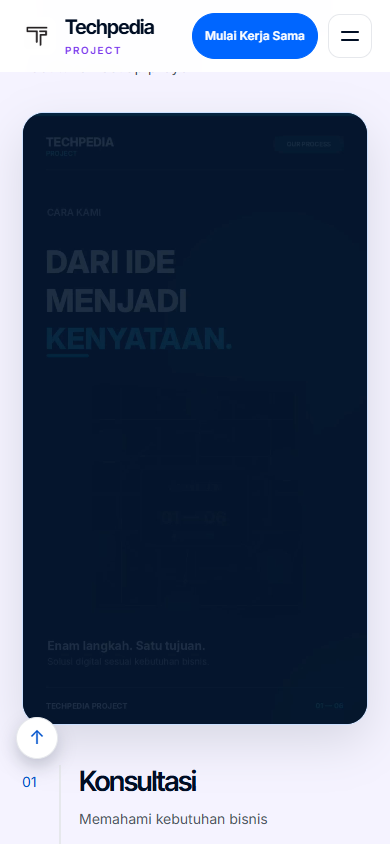 Techpedia
PROJECT
Mulai Kerja Sama
TECHPEDIA
PROJECT
CARA KAMI
DARI IDE
MENJADI
KENYATAAN.
Enam langkah. Satu tujuan.
Solusi digital sesuai kebutuhan bisnis
TECHPEDIA PROJECT
01
Konsultasi
Memahami kebutuhan bisnis